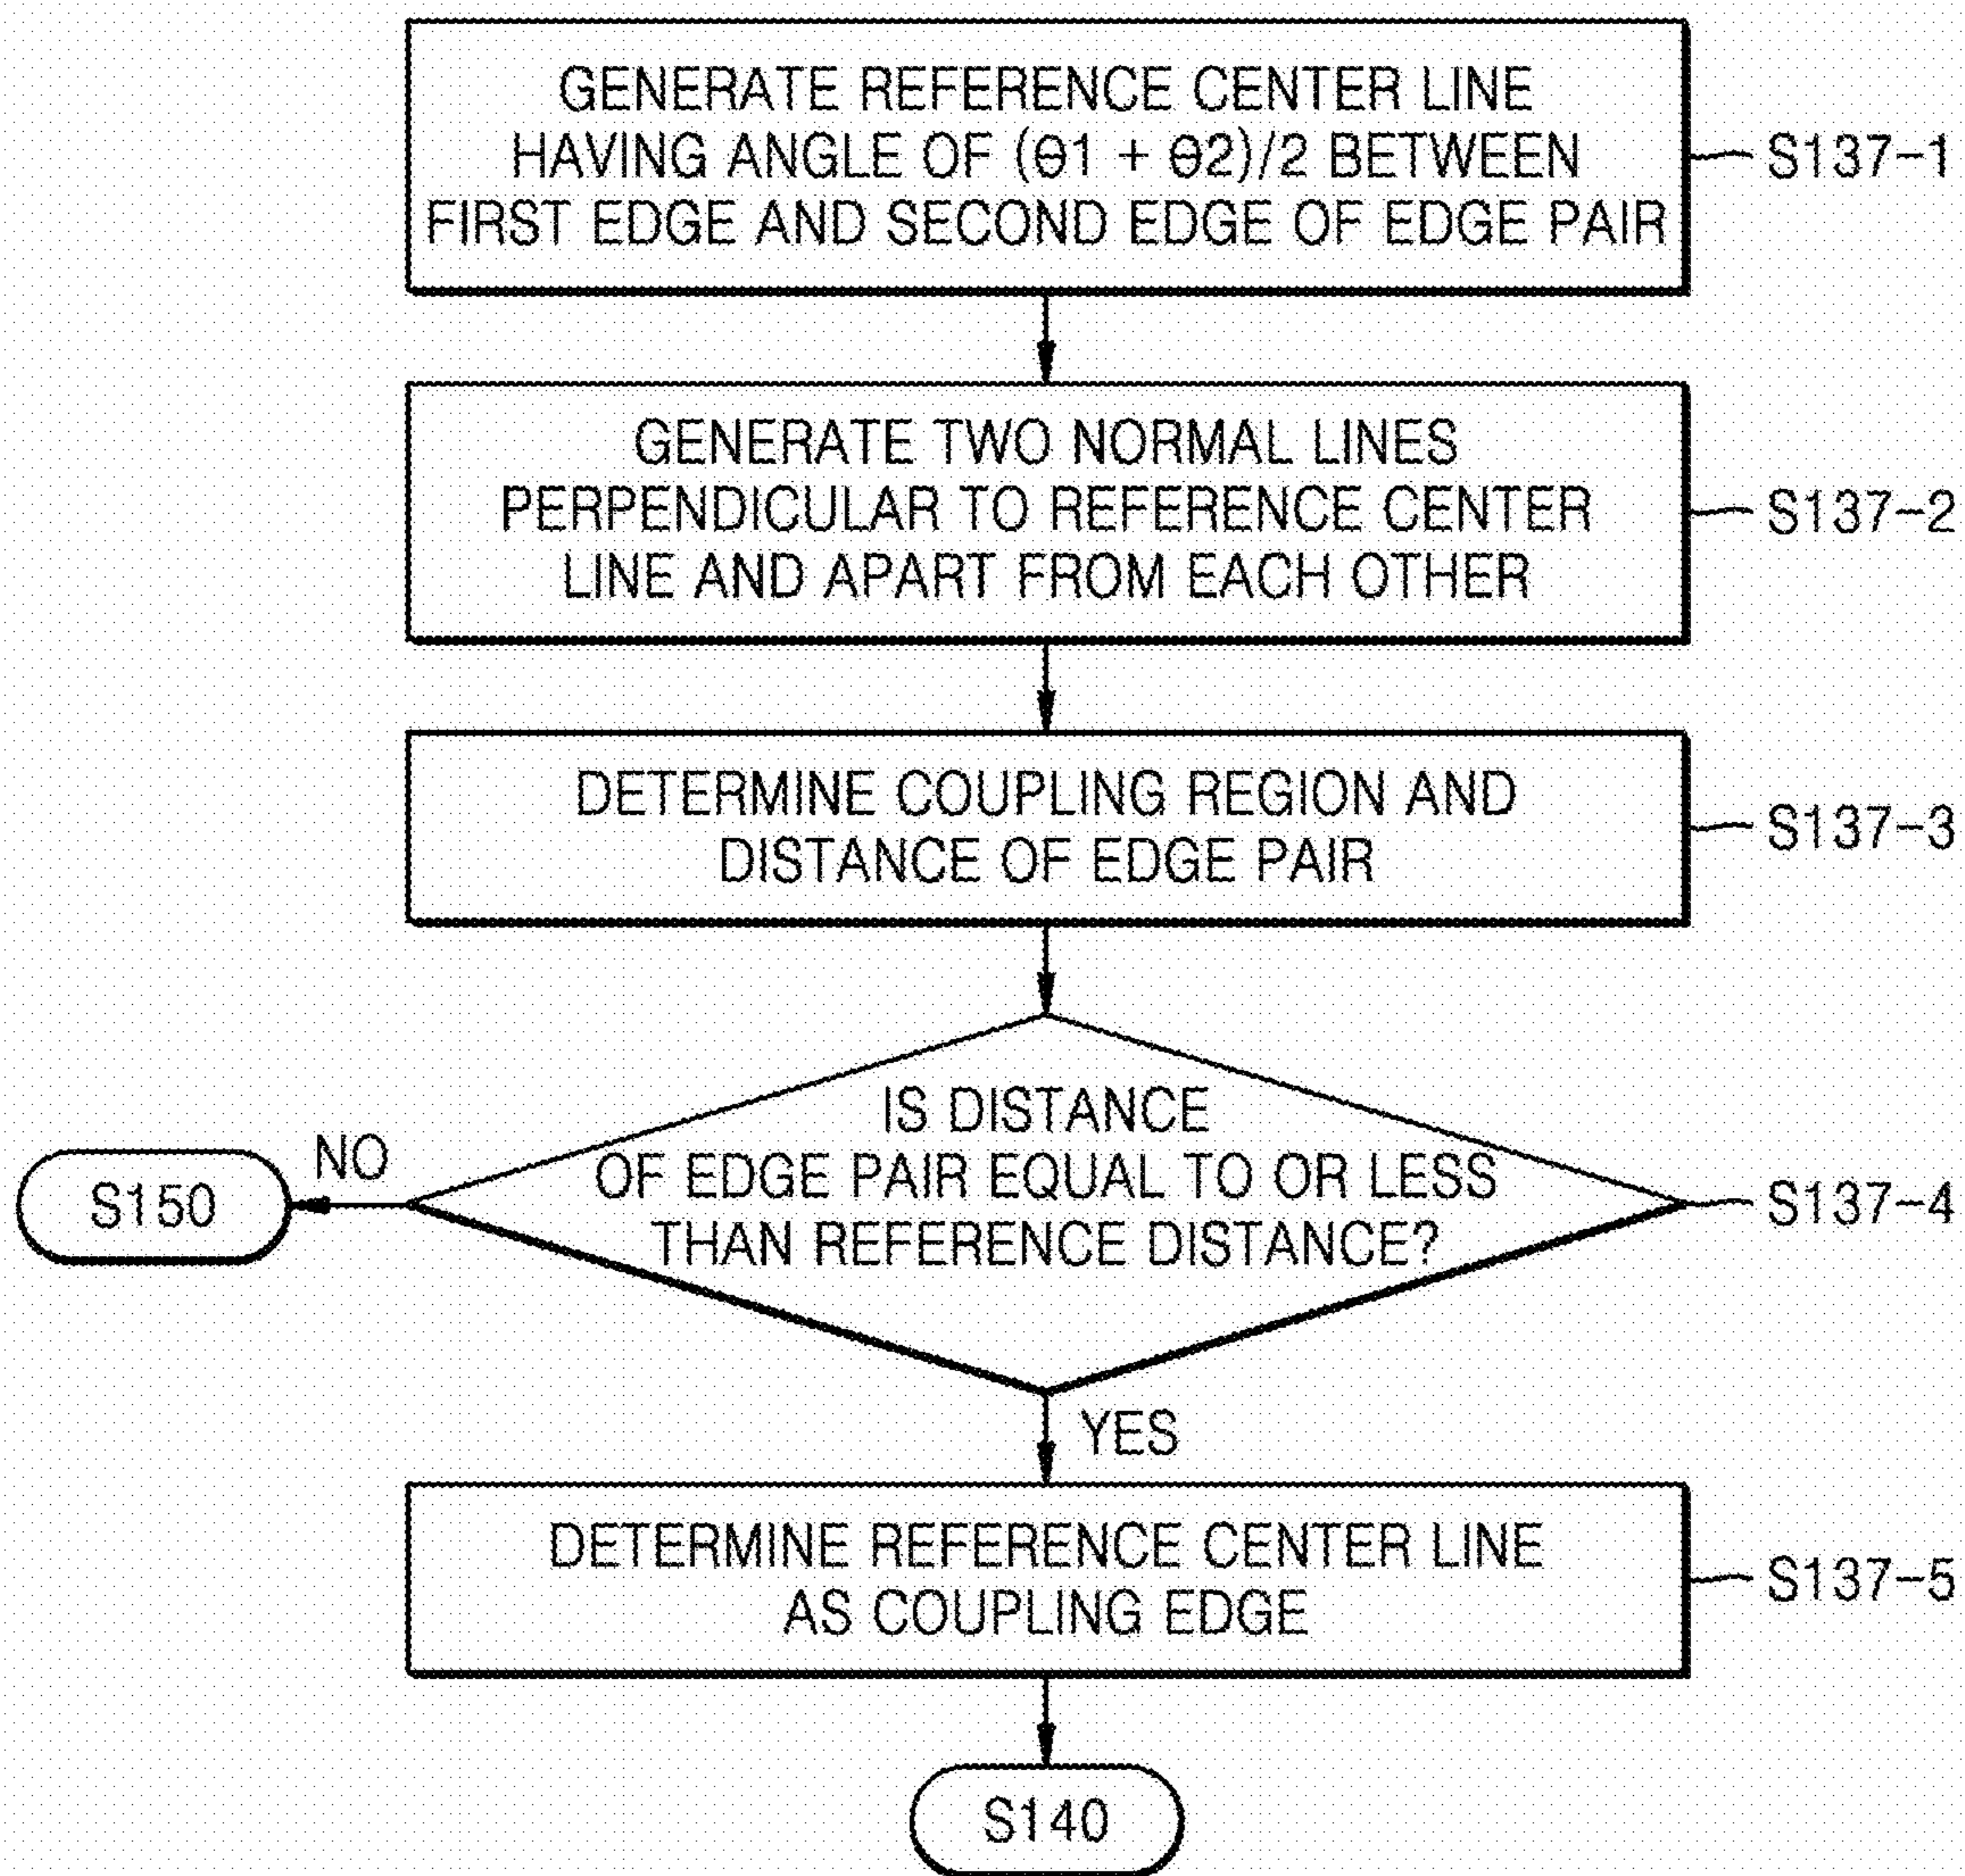 GENERATE REFERENCE CENTER LINE
HAVING ANGLE OF (θ1 + θ2)/2 BETWEEN
FIRST EDGE AND SECOND EDGE OF EDGE PAIR
S137-1
GENERATE TWO NORMAL LINES
PERPENDICULAR TO REFERENCE CENTER
LINE AND APART FROM EACH OTHER
S137-2
DETERMINE COUPLING REGION AND
DISTANCE OF EDGE PAIR
S137-3
IS DISTANCE
OF EDGE PAIR EQUAL TO OR LESS
THAN REFERENCE DISTANCE?
S137-4
NO
S150
YES
DETERMINE REFERENCE CENTER LINE
AS COUPLING EDGE
S137-5
S140